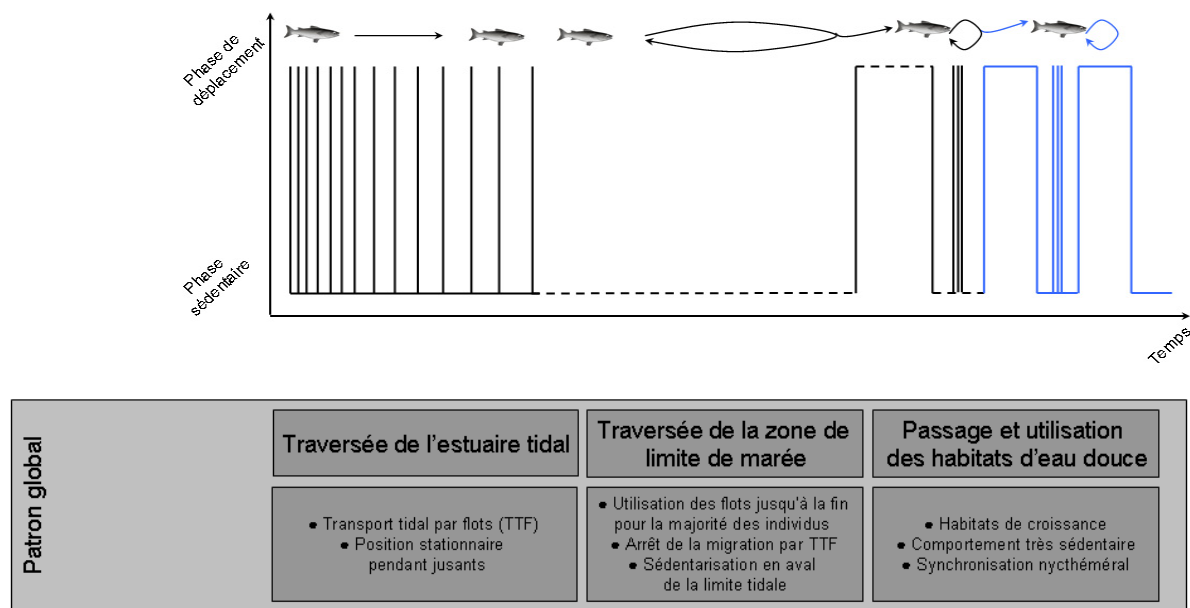 Phase de
déplacement
Phase
sédentaire
Temps
Patron global
Traversée de l'estuaire tidal
● Transport tidal par flots (TTF)
● Position stationnaire
pendant jusants
Traversée de la zone de
limite de marée
● Utilisation des flots jusqu'à la fin
pour la majorité des individus
● Arrêt de la migration par TTF
● Sédentarisation en aval
de la limite tidale
Passage et utilisation
des habitats d'eau douce
● Habitats de croissance
● Comportement très sédentaire
● Synchronisation nycthéméral